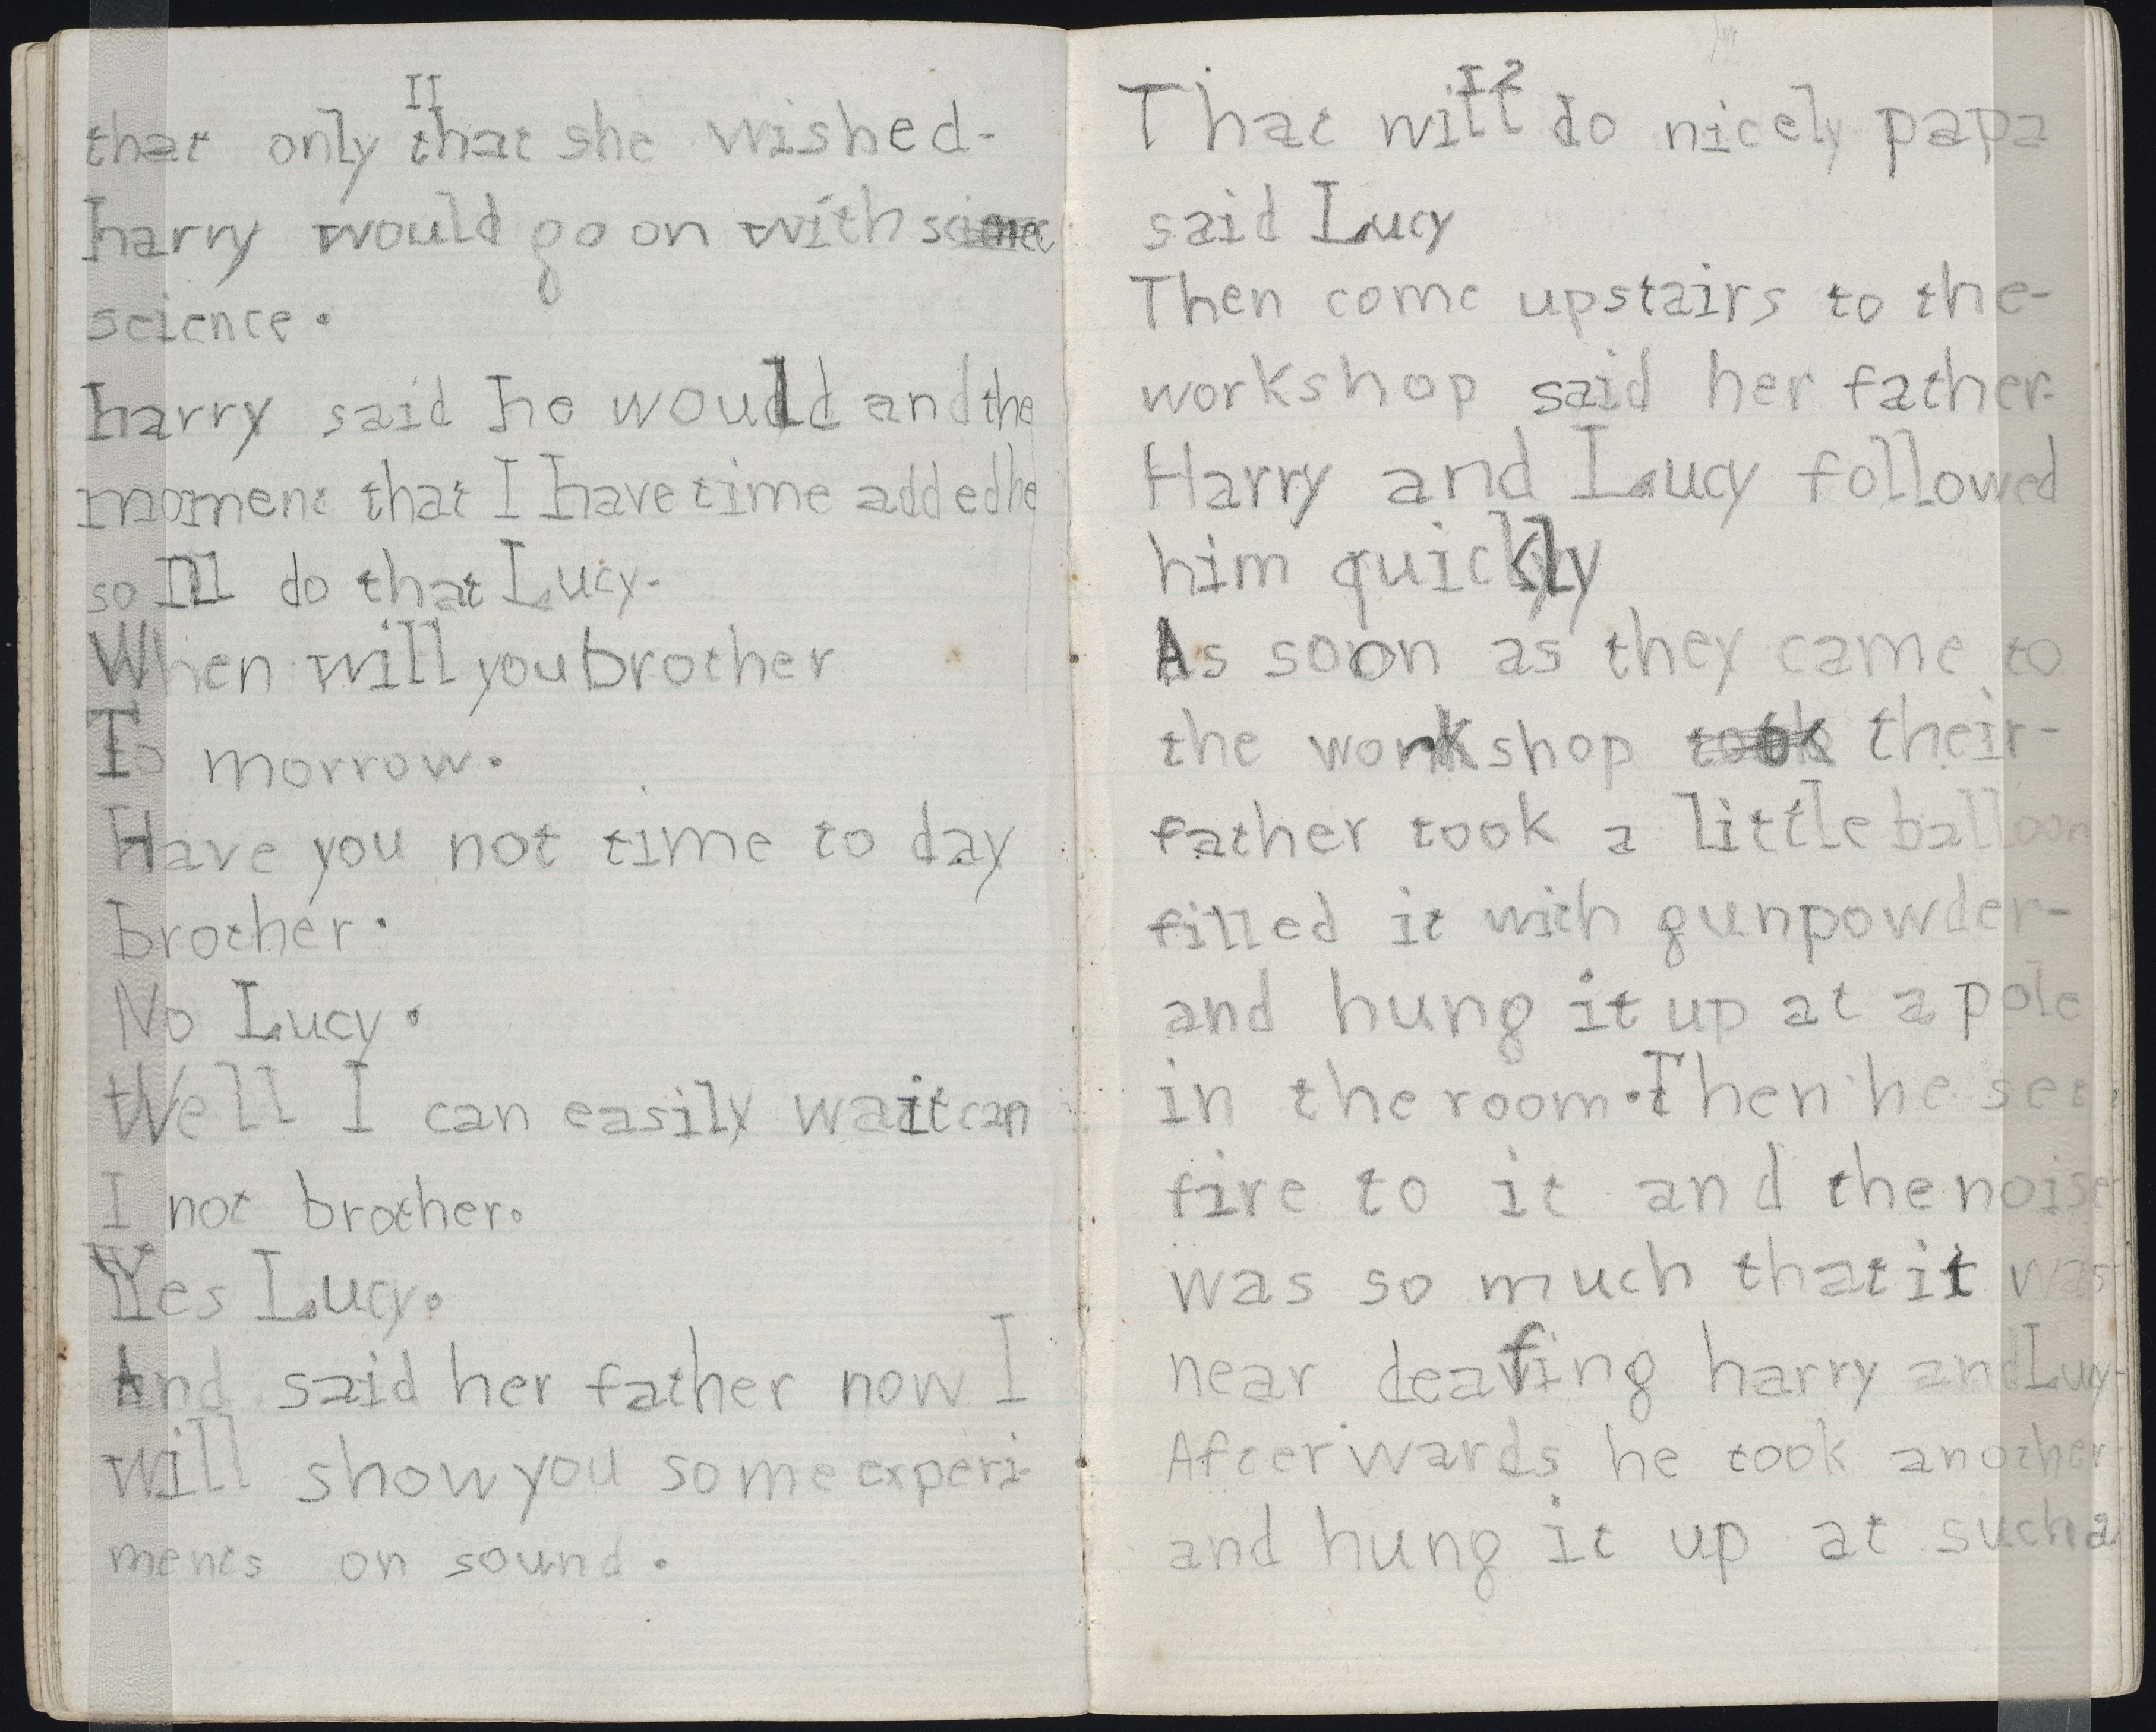 II
that only that she wished-
harry would go on with
science.
harry said he would and the
moment that I have time added he
so Ill do that Lucy.
When will you brother
To morrow.
Have you not time to day
brother.
No Lucy.
Well I can easily wait can
I not brother.
Yes Lucy.
And said her father now I
will show you some experi-
ments on sound.
I2
That will do nicely papa
said Lucy
Then come upstairs to the-
workshop said her father-
Harry and Lucy followed
him quickly
As soon as they came to
the workshop took their-
father took a little balloon
filled it with gunpowder-
and hung it up at a pole
in the room. Then he set
fire to it and the noise
was so much that it was
near deafing harry and Lucy-
Afterwards he took another
and hung it up at such a